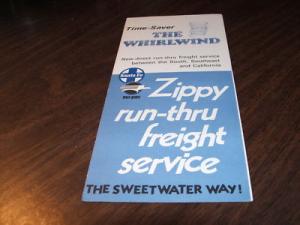 Time-Saver
THE
WHIRLWIND
New direct run-thru freight service
between the South, Southeast
and California
Santa Fe
Zippy
run-thru
freight
service
THE SWEETWATER WAY!